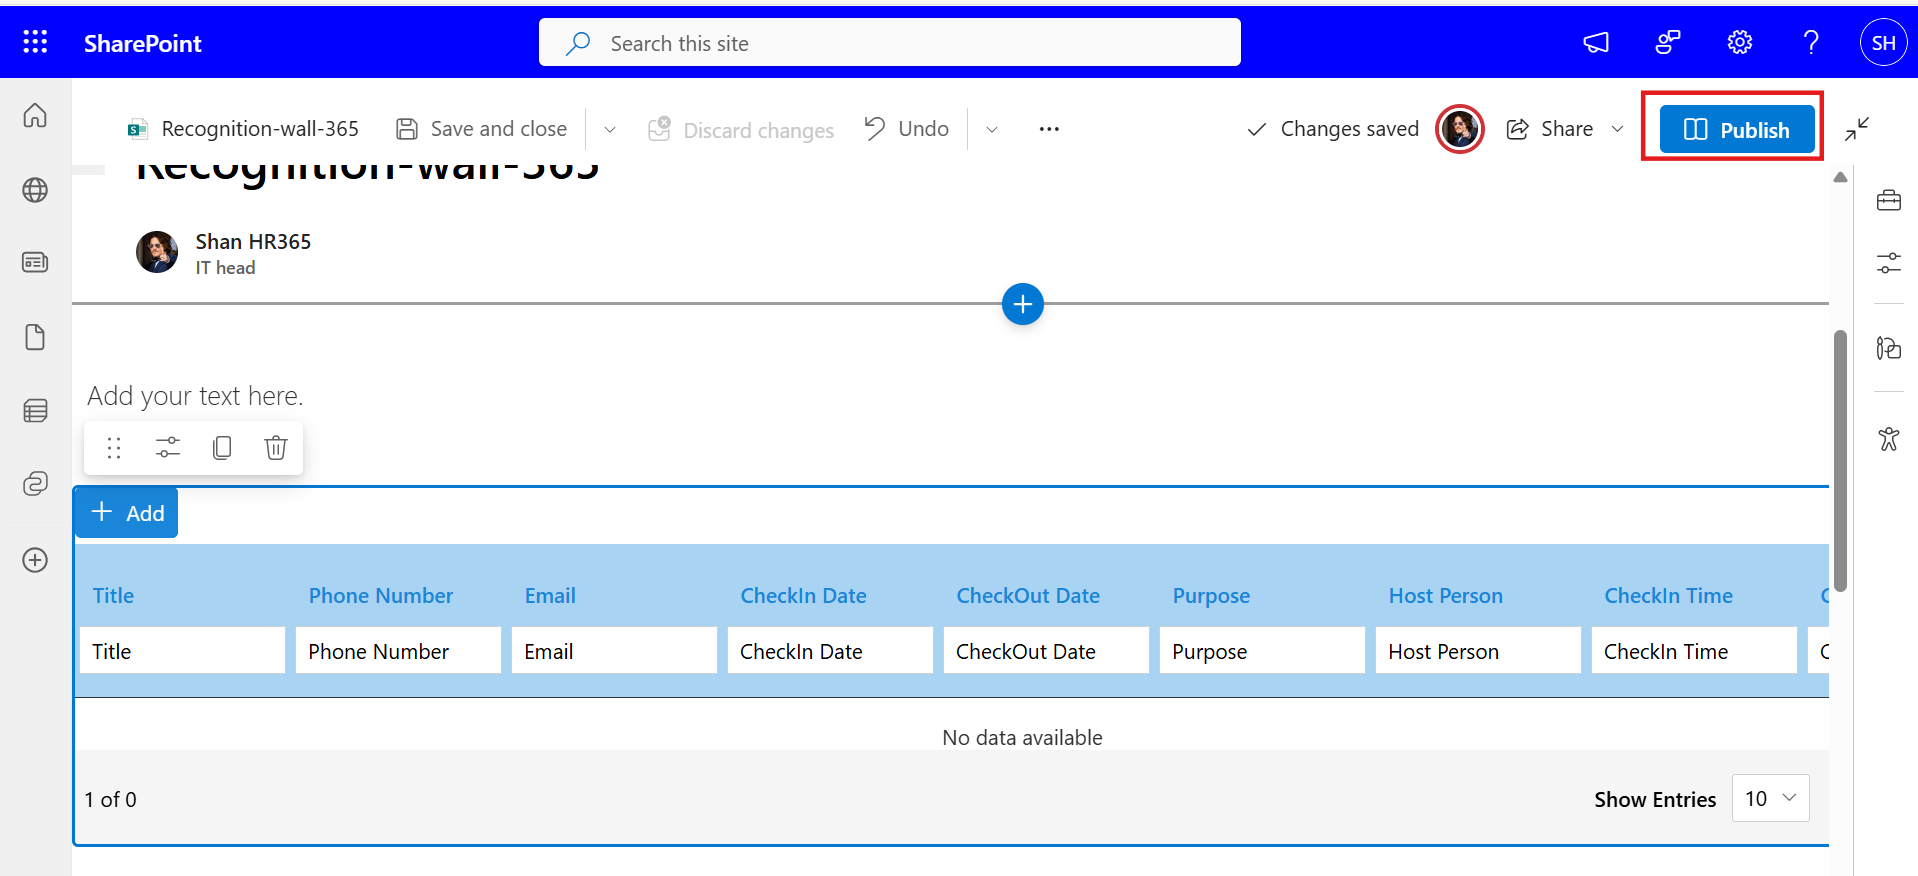 SharePoint
Search this site
SH
Recognition-wall-365
Save and close
Discard changes
Undo
Changes saved
Share
Publish
Recognition-wall-365
Shan HR365
IT head
Add your text here.
Add
Title Phone Number Email CheckIn Date CheckOut Date Purpose Host Person CheckIn Time C
Title Phone Number Email CheckIn Date CheckOut Date Purpose Host Person CheckIn Time C
No data available
1 of 0
Show Entries 10